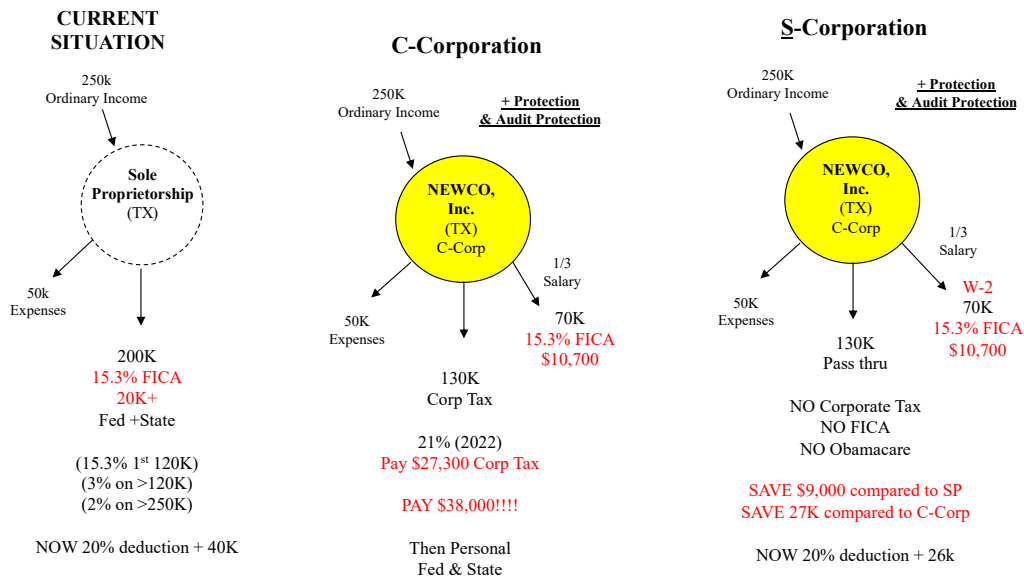 CURRENT
SITUATION
250k
Ordinary Income
Sole
Proprietorship
(TX)
50k
Expenses
200K
15.3% FICA
20K+
Fed +State
(15.3% 1st 120K)
(3% on >120K)
(2% on >250K)
NOW 20% deduction + 40K
C-Corporation
250K
Ordinary Income
+ Protection
& Audit Protection
NEWCO,
Inc.
(TX)
C-Corp
1/3
Salary
50K
Expenses
70K
15.3% FICA
$10,700
130K
Corp Tax
21% (2022)
Pay $27,300 Corp Tax
PAY $38,000!!!!
Then Personal
Fed & State
S-Corporation
250K
Ordinary Income
+ Protection
& Audit Protection
NEWCO,
Inc.
(TX)
C-Corp
1/3
Salary
50K
Expenses
W-2
70K
15.3% FICA
$10,700
130K
Pass thru
NO Corporate Tax
NO FICA
NO Obamacare
SAVE $9,000 compared to SP
SAVE 27K compared to C-Corp
NOW 20% deduction + 26k